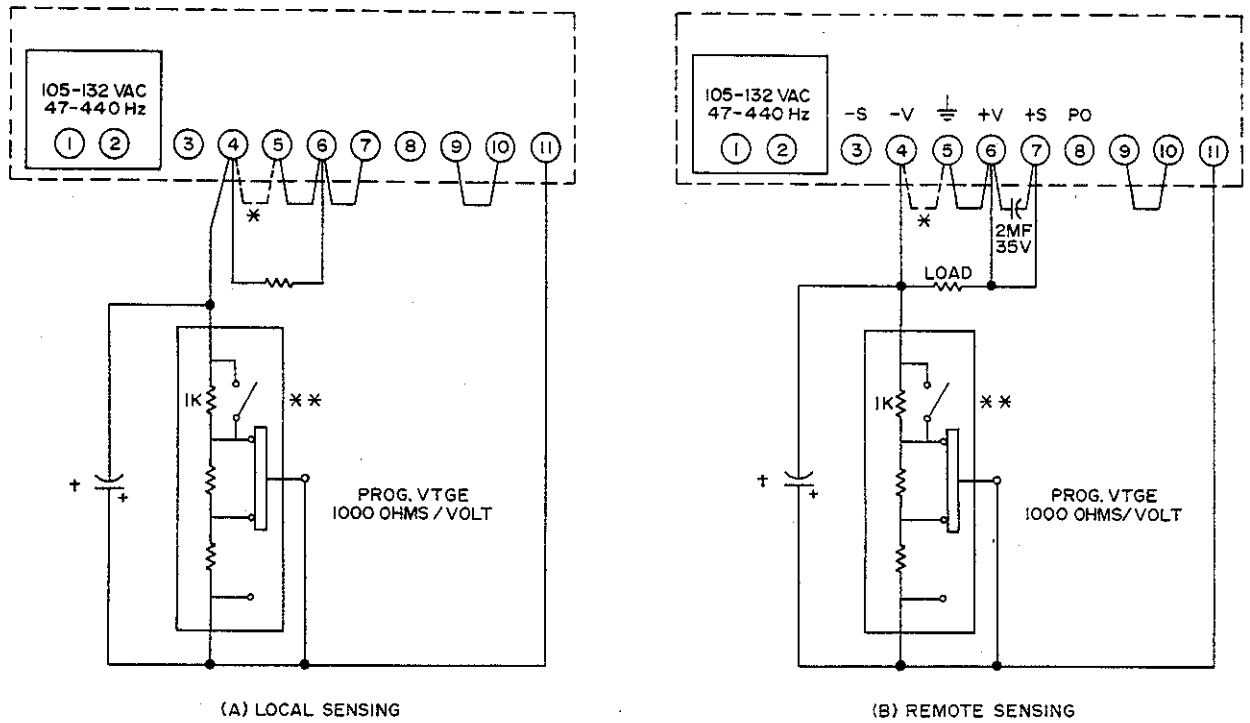 105-132 VAC
47-440 Hz
1 2 3 4 5 6 7 8 9 10 11
*
1K
**
†
+
PROG. VTGE
1000 OHMS/VOLT
(A) LOCAL SENSING
105-132 VAC
47-440 Hz
-S -V +V +S PO
1 2 3 4 5 6 7 8 9 10 11
*
2MF
35V
LOAD
1K
**
†
+
PROG. VTGE
1000 OHMS/VOLT
(B) REMOTE SENSING